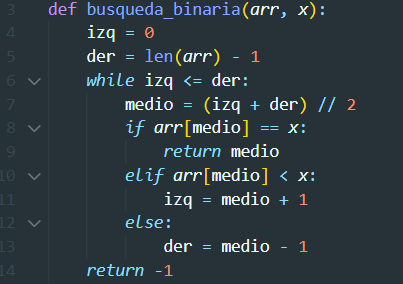 3 def busqueda_binaria(arr, x):
4     izq = 0
5     der = len(arr) - 1
6     while izq <= der:
7         medio = (izq + der) // 2
8         if arr[medio] == x:
9             return medio
10         elif arr[medio] < x:
11             izq = medio + 1
12         else:
13             der = medio - 1
14     return -1